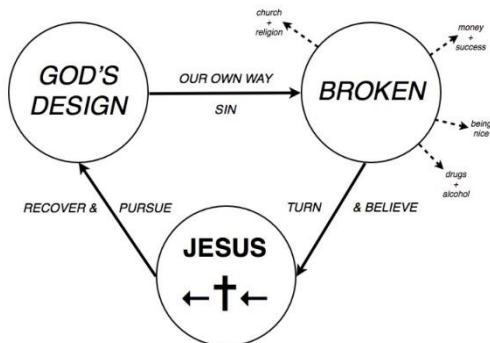 church
+
religion
money
+
success
GOD'S
DESIGN
OUR OWN WAY
SIN
BROKEN
being
nice
drugs
+
alcohol
RECOVER & PURSUE
TURN & BELIEVE
JESUS